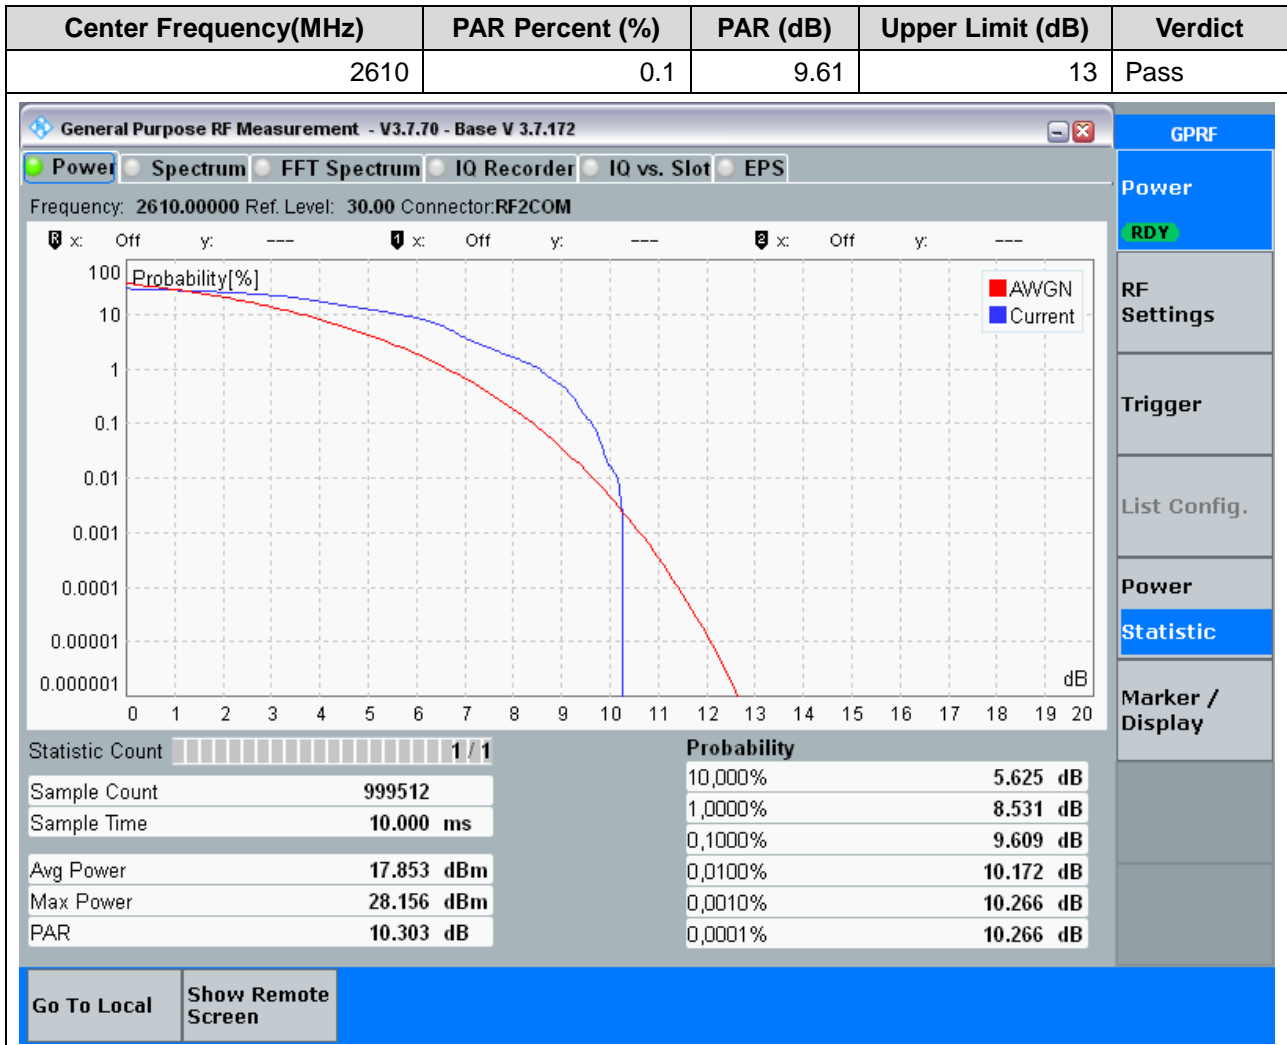 Center Frequency(MHz) PAR Percent (%) PAR (dB) Upper Limit (dB) Verdict
2610 0.1 9.61 13 Pass
General Purpose RF Measurement - V3.7.70 - Base V 3.7.172
GPRF
Power Spectrum FFT Spectrum IQ Recorder IQ vs. Slot EPS
Power
RDY
Frequency: 2610.00000 Ref. Level: 30.00 Connector:RF2COM
R x: Off y: --- 1 x: Off y: --- 2 x: Off y: ---
Probability[%]
AWGN
Current
100
10
1
0.1
0.01
0.001
0.0001
0.00001
0.000001
dB
0 1 2 3 4 5 6 7 8 9 10 11 12 13 14 15 16 17 18 19 20
RF
Settings
Trigger
List Config.
Power
Statistic
Marker /
Display
Statistic Count 1 / 1
Sample Count 999512
Sample Time 10.000 ms
Avg Power 17.853 dBm
Max Power 28.156 dBm
PAR 10.303 dB
Probability
10,000% 5.625 dB
1,0000% 8.531 dB
0,1000% 9.609 dB
0,0100% 10.172 dB
0,0010% 10.266 dB
0,0001% 10.266 dB
Go To Local
Show Remote
Screen